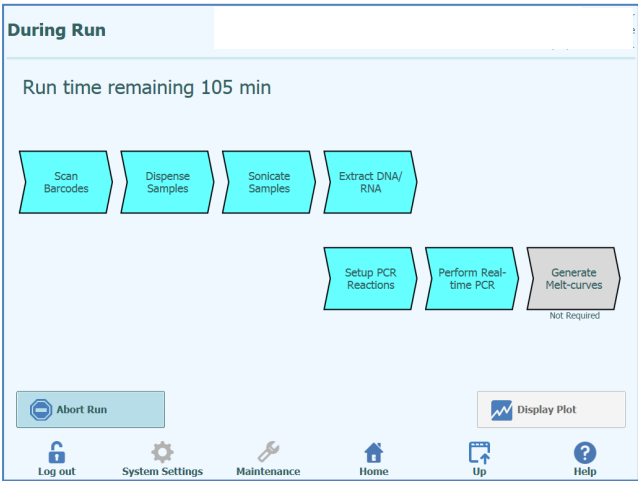 During Run
Run time remaining 105 min
Scan
Barcodes
Dispense
Samples
Sonicate
Samples
Extract DNA/
RNA
Setup PCR
Reactions
Perform Real-
time PCR
Generate
Melt-curves
Not Required
Abort Run
Display Plot
Log out
System Settings
Maintenance
Home
Up
Help